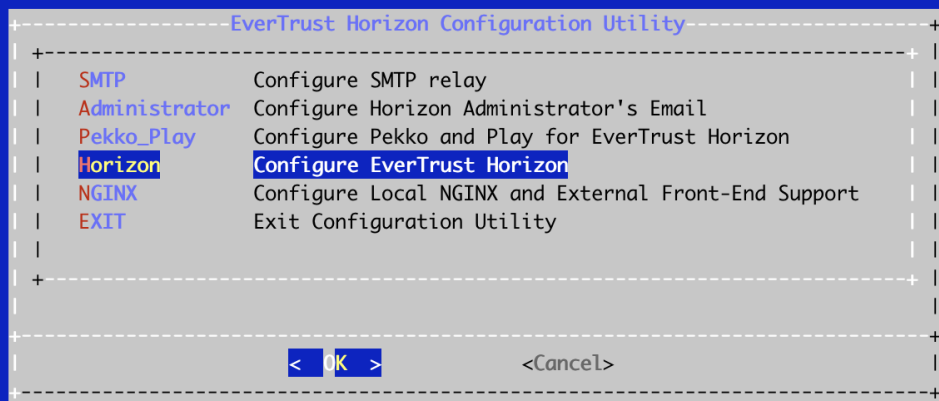 EverTrust Horizon Configuration Utility
SMTP Configure SMTP relay
Administrator Configure Horizon Administrator's Email
Pekko_Play Configure Pekko and Play for EverTrust Horizon
Horizon Configure EverTrust Horizon
NGINX Configure Local NGINX and External Front-End Support
EXIT Exit Configuration Utility
< OK > <Cancel>